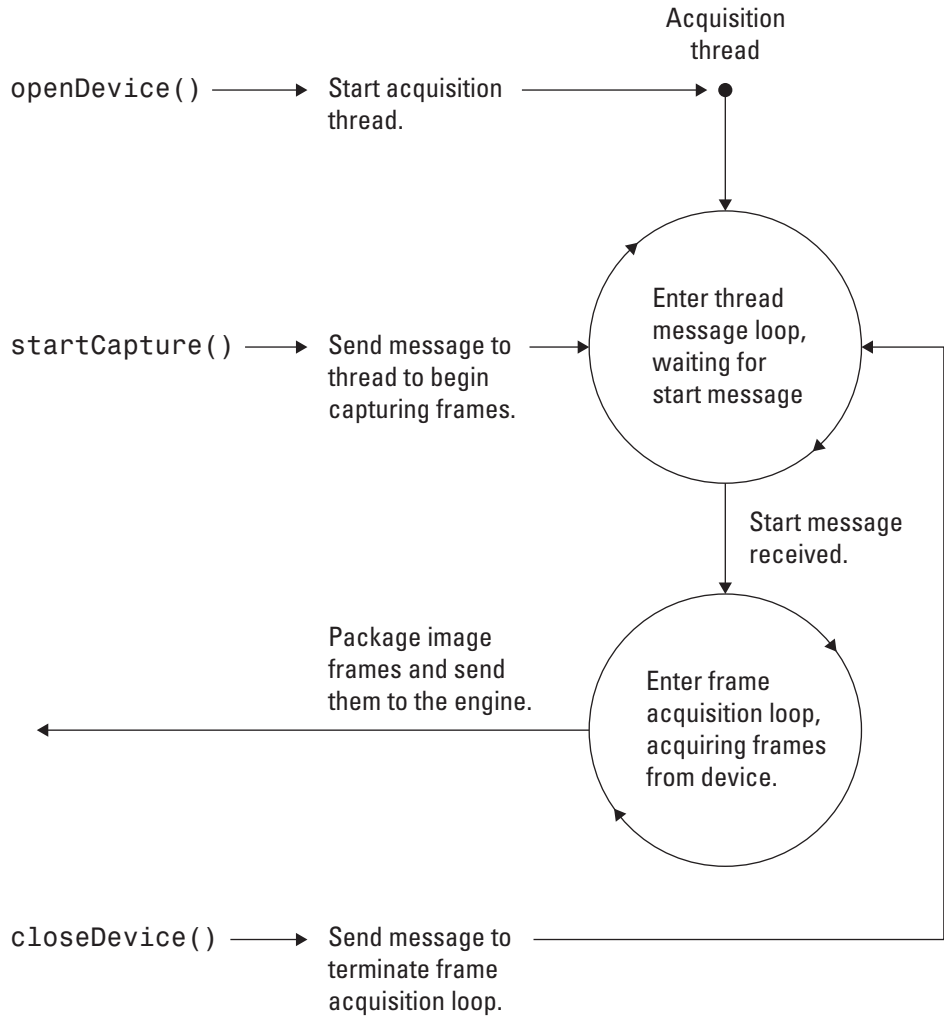 Acquisition
thread
openDevice()
Start acquisition
thread.
Enter thread
message loop,
waiting for
start message
startCapture()
Send message to
thread to begin
capturing frames.
Start message
received.
Package image
frames and send
them to the engine.
Enter frame
acquisition loop,
acquiring frames
from device.
closeDevice()
Send message to
terminate frame
acquisition loop.